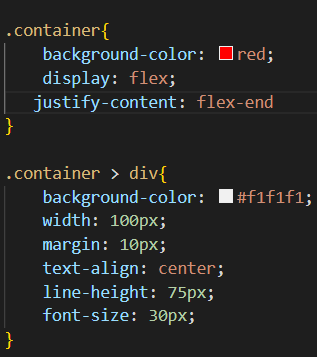 .container{
background-color: red;
display: flex;
justify-content: flex-end
}
.container > div{
background-color: #f1f1f1;
width: 100px;
margin: 10px;
text-align: center;
line-height: 75px;
font-size: 30px;
}